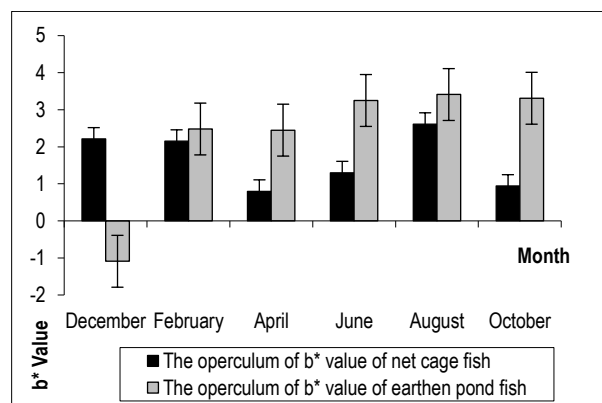 5
4
3
2
1
0
-1
-2
Month
December February April June August October
b* Value
The operculum of b* value of net cage fish
The operculum of b* value of earthen pond fish